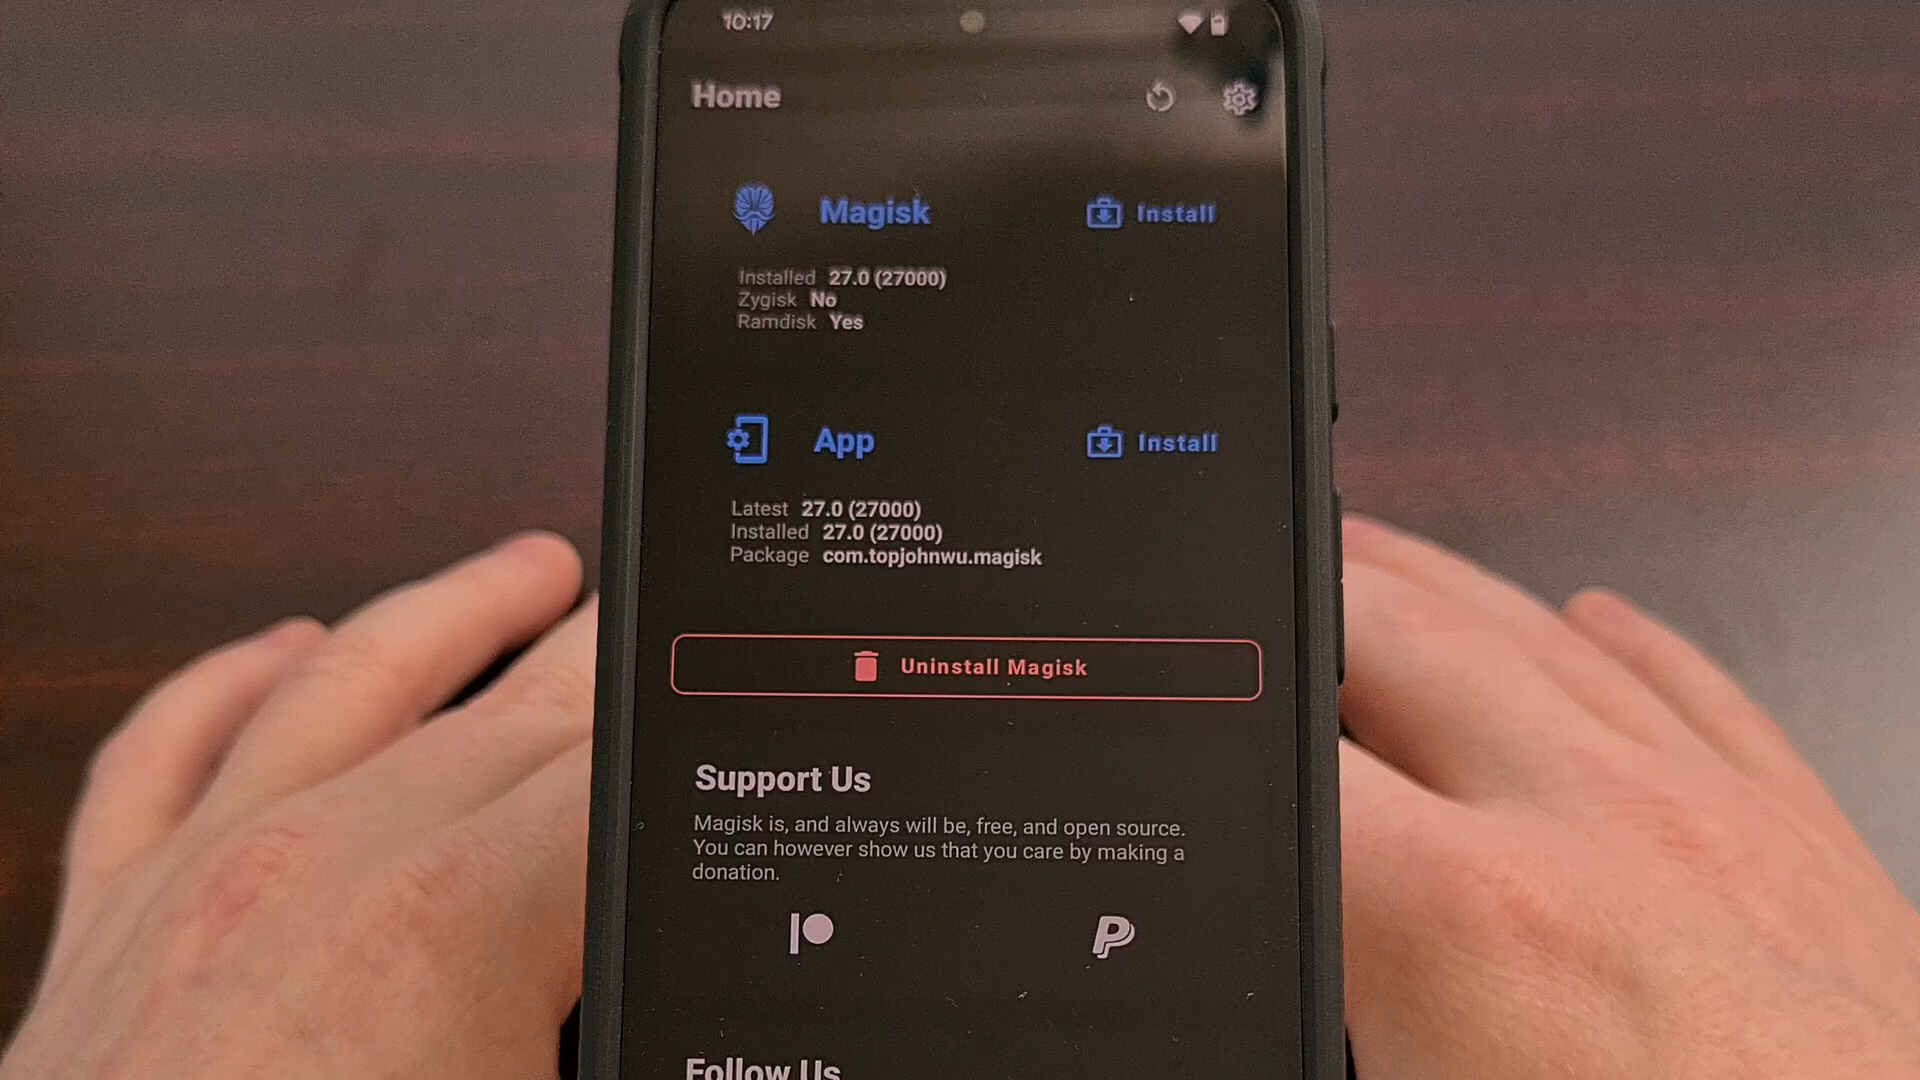 10:17
Home
Magisk
Install
Installed 27.0 (27000)
Zygisk No
Ramdisk Yes
App
Install
Latest 27.0 (27000)
Installed 27.0 (27000)
Package com.topjohnwu.magisk
Uninstall Magisk
Support Us
Magisk is, and always will be, free, and open source.
You can however show us that you care by making a
donation.
Follow Us